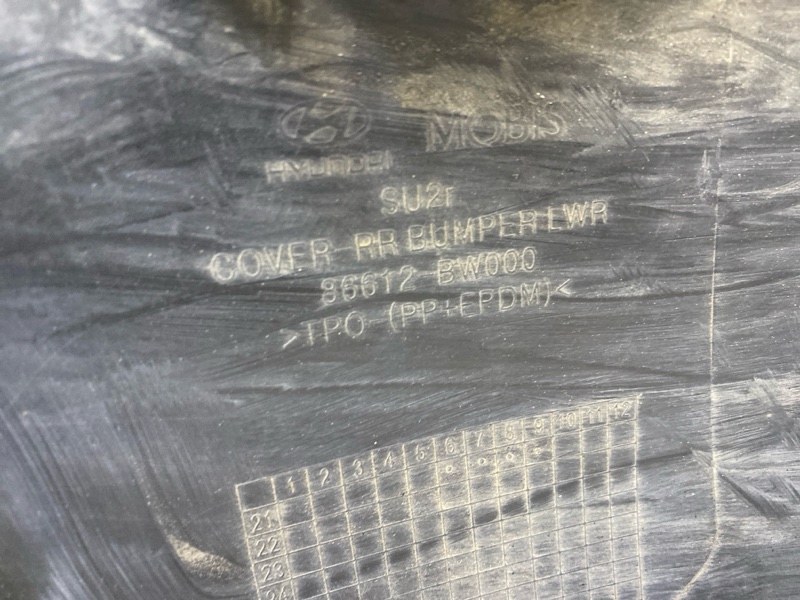 HYUNDAI MOBIS
SU2r
COVER-RR BUMPER LWR
86612-BW000
>TPO-(PP+EPDM)<
1 2 3 4 5 6 7 8 9 10 11 12
21
22
23
24